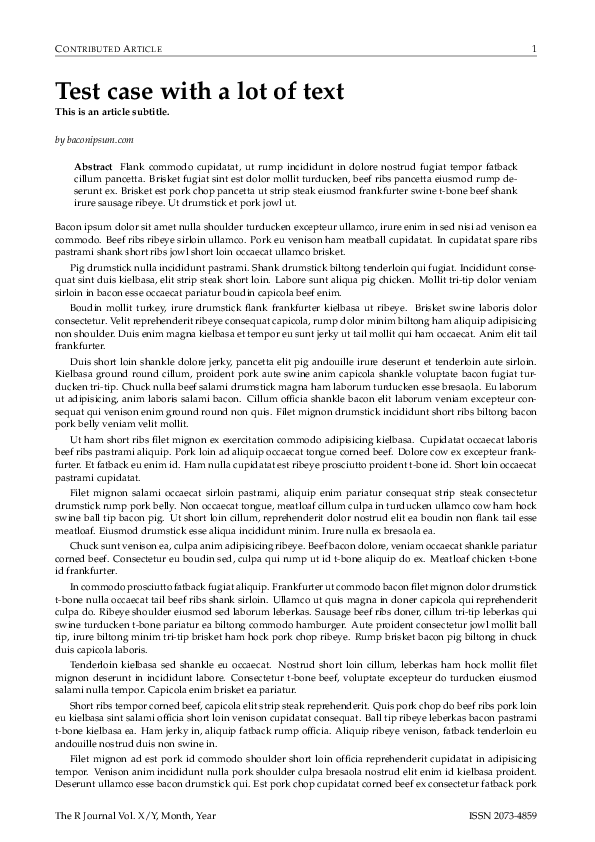 CONTRIBUTED ARTICLE 1
Test case with a lot of text
This is an article subtitle.
by baconipsum.com
Abstract Flank commodo cupidatat, ut rump incididunt in dolore nostrud fugiat tempor fatback
cillum pancetta. Brisket fugiat sint est dolor mollit turducken, beef ribs pancetta eiusmod rump de-
serunt ex. Brisket est pork chop pancetta ut strip steak eiusmod frankfurter swine t-bone beef shank
irure sausage ribeye. Ut drumstick et pork jowl ut.
Bacon ipsum dolor sit amet nulla shoulder turducken excepteur ullamco, irure enim in sed nisi ad venison ea
commodo. Beef ribs ribeye sirloin ullamco. Pork eu venison ham meatball cupidatat. In cupidatat spare ribs
pastrami shank short ribs jowl short loin occaecat ullamco brisket.
Pig drumstick nulla incididunt pastrami. Shank drumstick biltong tenderloin qui fugiat. Incididunt conse-
quat sint duis kielbasa, elit strip steak short loin. Labore sunt aliqua pig chicken. Mollit tri-tip dolor veniam
sirloin in bacon esse occaecat pariatur boudin capicola beef enim.
Boudin mollit turkey, irure drumstick flank frankfurter kielbasa ut ribeye. Brisket swine laboris dolor
consectetur. Velit reprehenderit ribeye consequat capicola, rump dolor minim biltong ham aliquip adipisicing
non shoulder. Duis enim magna kielbasa et tempor eu sunt jerky ut tail mollit qui ham occaecat. Anim elit tail
frankfurter.
Duis short loin shankle dolore jerky, pancetta elit pig andouille irure deserunt et tenderloin aute sirloin.
Kielbasa ground round cillum, proident pork aute swine anim capicola shankle voluptate bacon fugiat tur-
ducken tri-tip. Chuck nulla beef salami drumstick magna ham laborum turducken esse bresaola. Eu laborum
ut adipisicing, anim laboris salami bacon. Cillum officia shankle bacon elit laborum veniam excepteur con-
sequat qui venison enim ground round non quis. Filet mignon drumstick incididunt short ribs biltong bacon
pork belly veniam velit mollit.
Ut ham short ribs filet mignon ex exercitation commodo adipisicing kielbasa. Cupidatat occaecat laboris
beef ribs pastrami aliquip. Pork loin ad aliquip occaecat tongue corned beef. Dolore cow ex excepteur frank-
furter. Et fatback eu enim id. Ham nulla cupidatat est ribeye prosciutto proident t-bone id. Short loin occaecat
pastrami cupidatat.
Filet mignon salami occaecat sirloin pastrami, aliquip enim pariatur consequat strip steak consectetur
drumstick rump pork belly. Non occaecat tongue, meatloaf cillum culpa in turducken ullamco cow ham hock
swine ball tip bacon pig. Ut short loin cillum, reprehenderit dolor nostrud elit ea boudin non flank tail esse
meatloaf. Eiusmod drumstick esse aliqua incididunt minim. Irure nulla ex bresaola ea.
Chuck sunt venison ea, culpa anim adipisicing ribeye. Beef bacon dolore, veniam occaecat shankle pariatur
corned beef. Consectetur eu boudin sed, culpa qui rump ut id t-bone aliquip do ex. Meatloaf chicken t-bone
id frankfurter.
In commodo prosciutto fatback fugiat aliquip. Frankfurter ut commodo bacon filet mignon dolor drumstick
t-bone nulla occaecat tail beef ribs shank sirloin. Ullamco ut quis magna in doner capicola qui reprehenderit
culpa do. Ribeye shoulder eiusmod sed laborum leberkas. Sausage beef ribs doner, cillum tri-tip leberkas qui
swine turducken t-bone pariatur ea biltong commodo hamburger. Aute proident consectetur jowl mollit ball
tip, irure biltong minim tri-tip brisket ham hock pork chop ribeye. Rump brisket bacon pig biltong in chuck
duis capicola laboris.
Tenderloin kielbasa sed shankle eu occaecat. Nostrud short loin cillum, leberkas ham hock mollit filet
mignon deserunt in incididunt labore. Consectetur t-bone beef, voluptate excepteur do turducken eiusmod
salami nulla tempor. Capicola enim brisket ea pariatur.
Short ribs tempor corned beef, capicola elit strip steak reprehenderit. Quis pork chop do beef ribs pork loin
eu kielbasa sint salami officia short loin venison cupidatat consequat. Ball tip ribeye leberkas bacon pastrami
t-bone kielbasa ea. Ham jerky in, aliquip fatback rump officia. Aliquip ribeye venison, fatback tenderloin eu
andouille nostrud duis non swine in.
Filet mignon ad est pork id commodo shoulder short loin officia reprehenderit cupidatat in adipisicing
tempor. Venison anim incididunt nulla pork shoulder culpa bresaola nostrud elit enim id kielbasa proident.
Deserunt ullamco esse bacon drumstick qui. Est pork chop cupidatat corned beef ex consectetur fatback pork
The R Journal Vol. X/Y, Month, Year ISSN 2073-4859